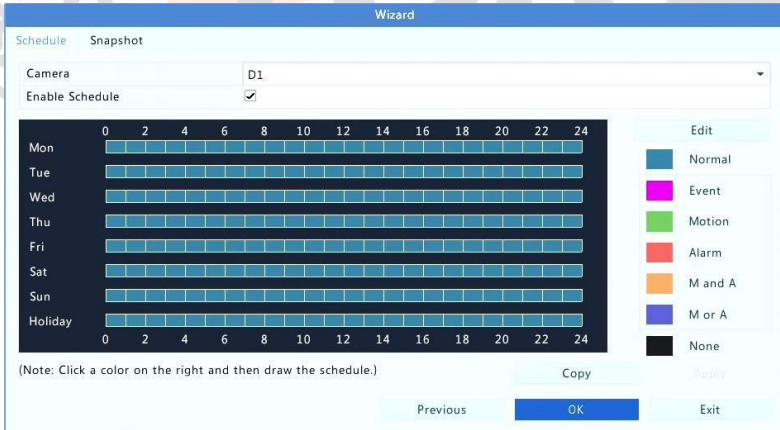 Wizard
Schedule Snapshot
Camera D1
Enable Schedule
0 2 4 6 8 10 12 14 16 18 20 22 24
Edit
Mon
Normal
Tue
Event
Wed
Thu
Motion
Fri
Alarm
Sat
M and A
Sun
M or A
Holiday
0 2 4 6 8 10 12 14 16 18 20 22 24
None
(Note: Click a color on the right and then draw the schedule.)
Copy Apply
Previous OK Exit